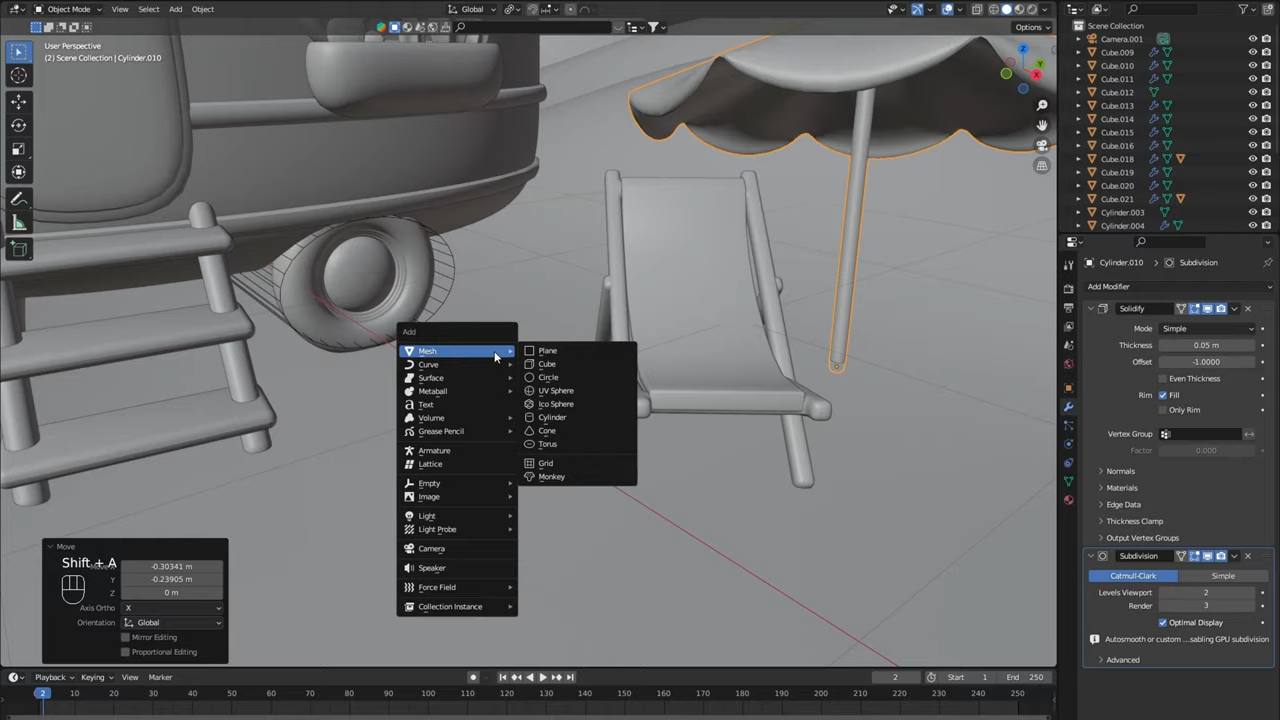 Object Mode View Select Add Object Global
Options
User Perspective
(2) Scene Collection | Cylinder.010
Add
Mesh
Curve
Surface
Metaball
Text
Volume
Grease Pencil
Armature
Lattice
Empty
Image
Light
Light Probe
Camera
Speaker
Force Field
Collection Instance
Plane
Cube
Circle
UV Sphere
Ico Sphere
Cylinder
Cone
Torus
Grid
Monkey
Move
Shift + A
-0.30341 m
Y -0.23905 m
Z 0 m
Axis Ortho X
Orientation Global
Mirror Editing
Proportional Editing
Scene Collection
Camera.001
Cube.009
Cube.010
Cube.011
Cube.012
Cube.013
Cube.014
Cube.015
Cube.016
Cube.018
Cube.019
Cube.020
Cube.021
Cylinder.003
Cylinder.004
Cylinder.010 Subdivision
Add Modifier
Solidify
Mode Simple
Thickness 0.05 m
Offset -1.0000
Even Thickness
Rim Fill
Only Rim
Vertex Group
Factor 0.000
Normals
Materials
Edge Data
Thickness Clamp
Output Vertex Groups
Subdivision
Catmull-Clark Simple
Levels Viewport 2
Render 3
Optimal Display
Autosmooth or custom ...sabling GPU subdivision
Advanced
Playback Keying View Marker 2 Start 1 End 250
2 10 20 30 40 50 60 70 80 90 100 110 120 130 140 150 160 170 180 190 200 210 220 230 240 250